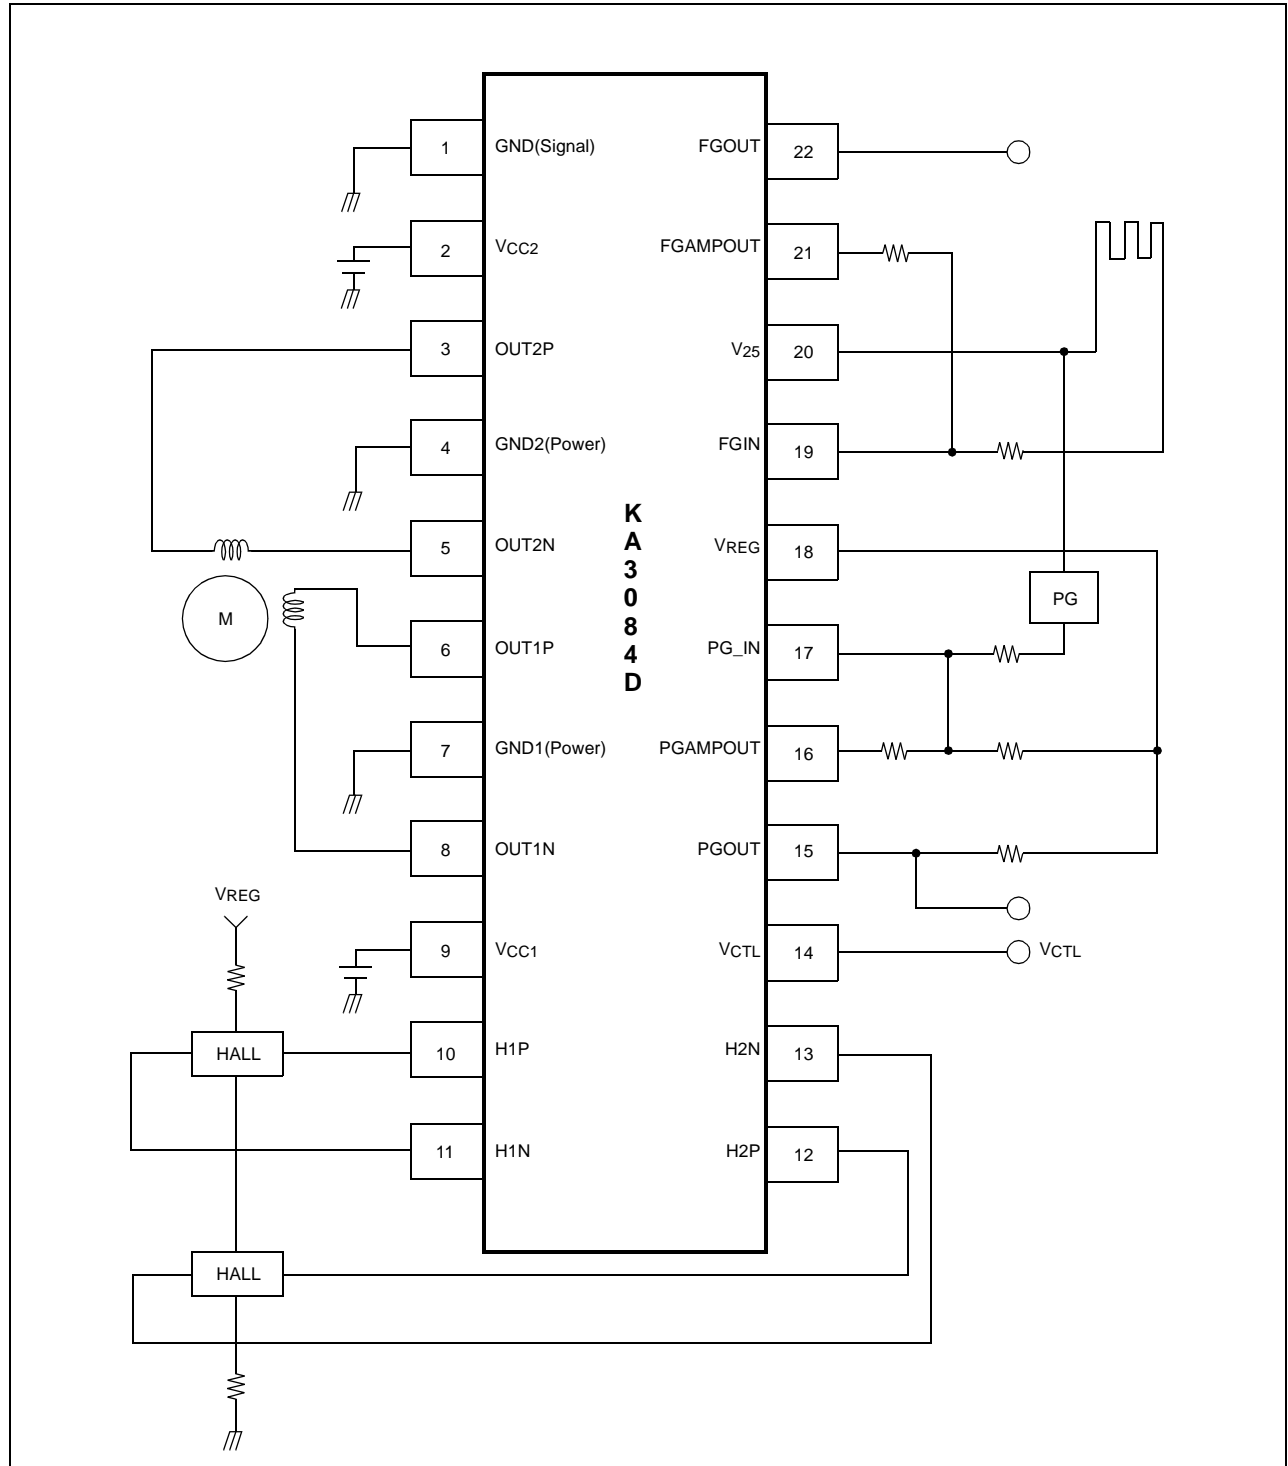 1 GND(Signal)
FGOUT 22
2 VCC2
FGAMPOUT 21
3 OUT2P
V25 20
4 GND2(Power)
FGIN 19
K
A
3
0
8
4
D
5 OUT2N
VREG 18
PG
M
6 OUT1P
PG_IN 17
7 GND1(Power)
PGAMPOUT 16
8 OUT1N
PGOUT 15
VREG
9 VCC1
VCTL 14 VCTL
HALL
10 H1P
H2N 13
11 H1N
H2P 12
HALL